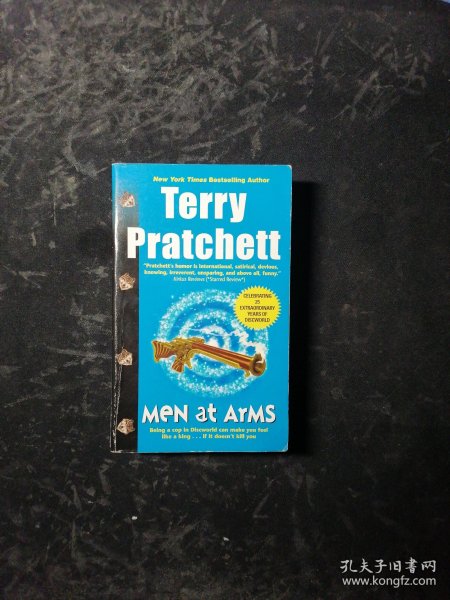 New York Times Bestselling Author
Terry
Pratchett
"Pratchett's humor is international, satirical, devious,
knowing, irreverent, unsparing, and above all, funny."
Kirkus Reviews (*Starred Review*)
CELEBRATING
25
EXTRAORDINARY
YEARS OF
DISCWORLD
MeN at ArMS
Being a cop in Discworld can make you feel
like a king . . . if it doesn't kill you
孔夫子旧书网
www.kongfz.com